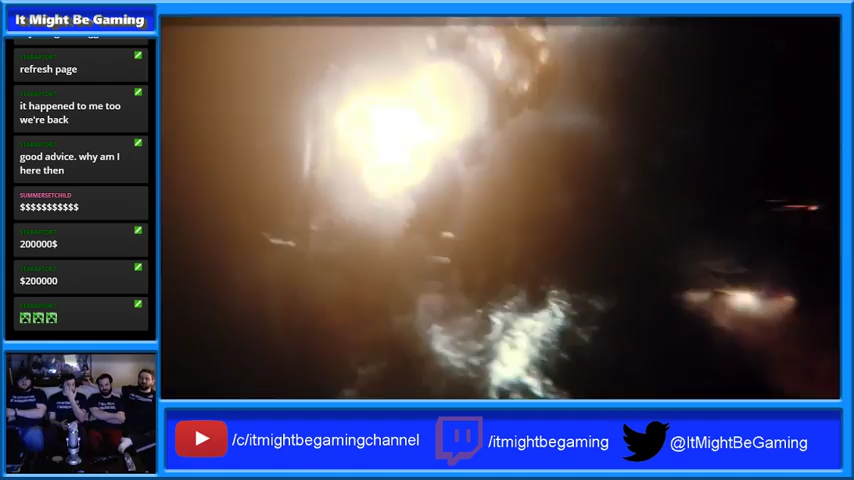 It Might Be Gaming
refresh page
it happened to me too
we're back
good advice. why am I
here then
SUMMERSETCHILD
$$$$$$$$$$$
200000$
$200000
/c/itmightbegamingchannel
/itmightbegaming
@ItMightBeGaming